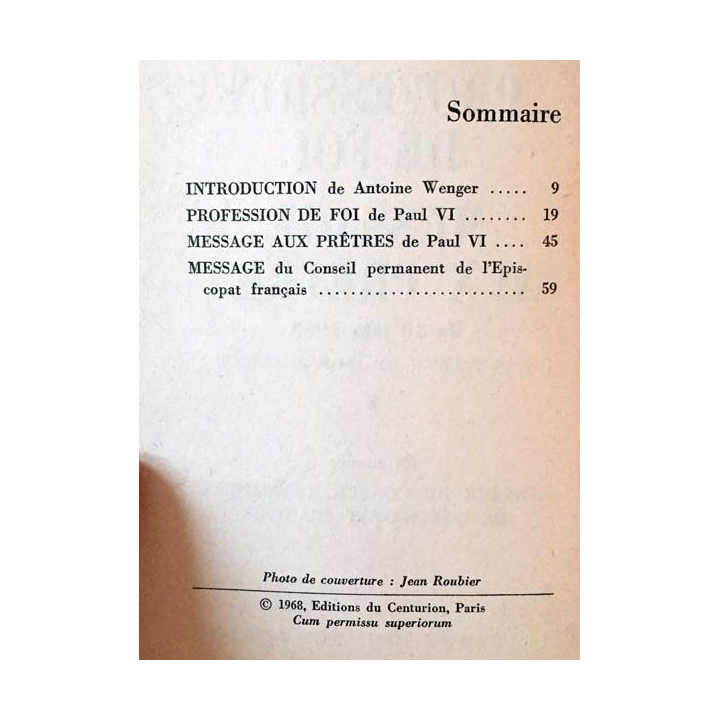 Sommaire
INTRODUCTION de Antoine Wenger ..... 9
PROFESSION DE FOI de Paul VI ........ 19
MESSAGE AUX PRÊTRES de Paul VI .... 45
MESSAGE du Conseil permanent de l'Epis-
copat français .......................... 59
Photo de couverture : Jean Roubier
© 1968, Editions du Centurion, Paris
Cum permissu superiorum